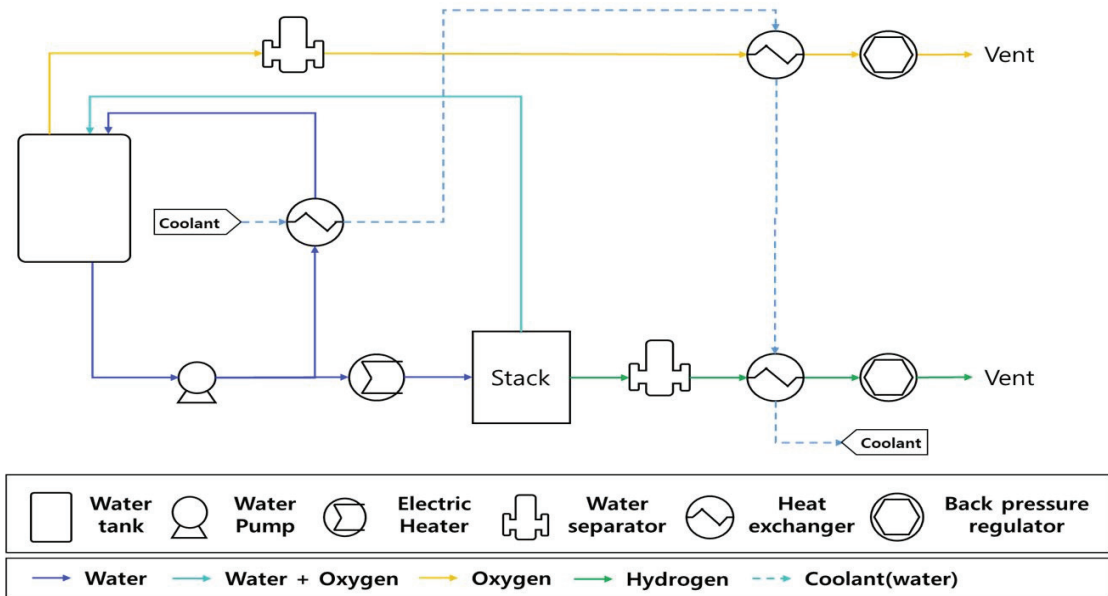 Vent
Coolant
Stack
Vent
Coolant
Water tank
Water Pump
Electric Heater
Water separator
Heat exchanger
Back pressure regulator
Water
Water + Oxygen
Oxygen
Hydrogen
Coolant(water)